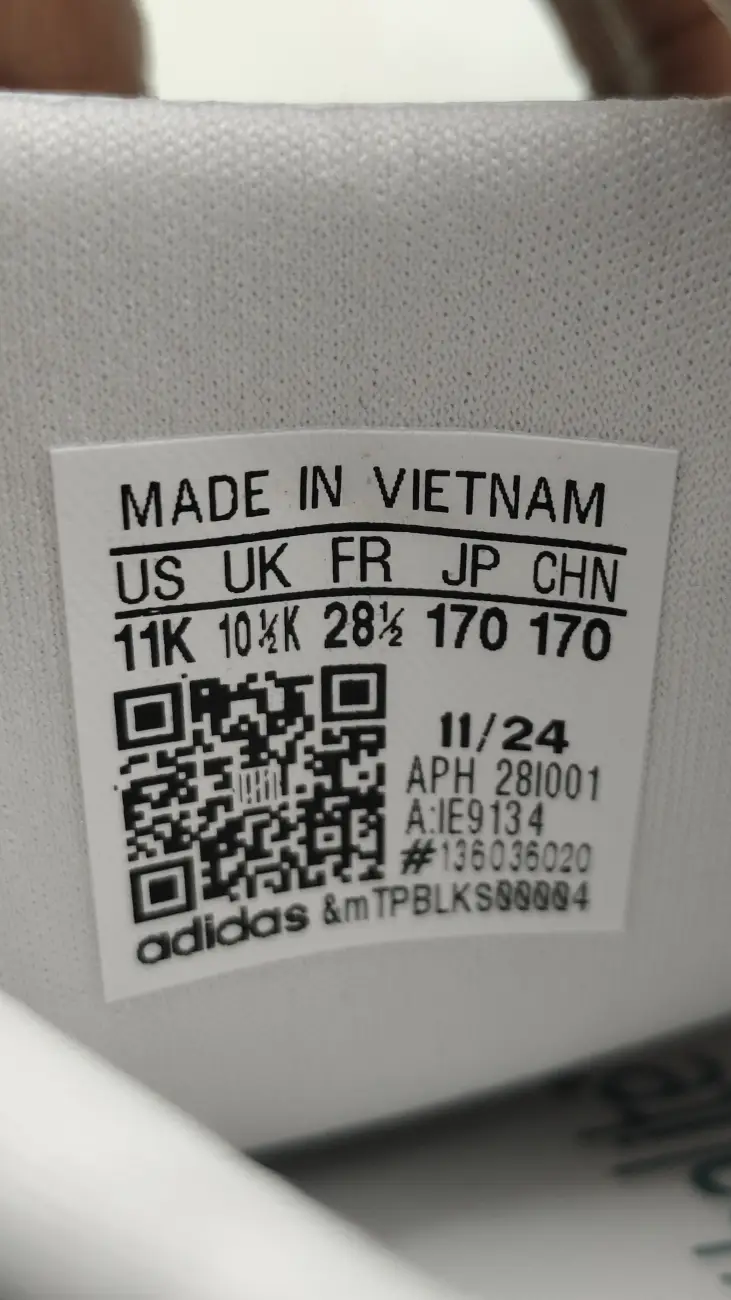 MADE IN VIETNAM
US UK FR JP CHN
11K 10½K 28½ 170 170
11/24
APH 28I001
A:IE9134
#136036020
adidas &mTPBLKS00004